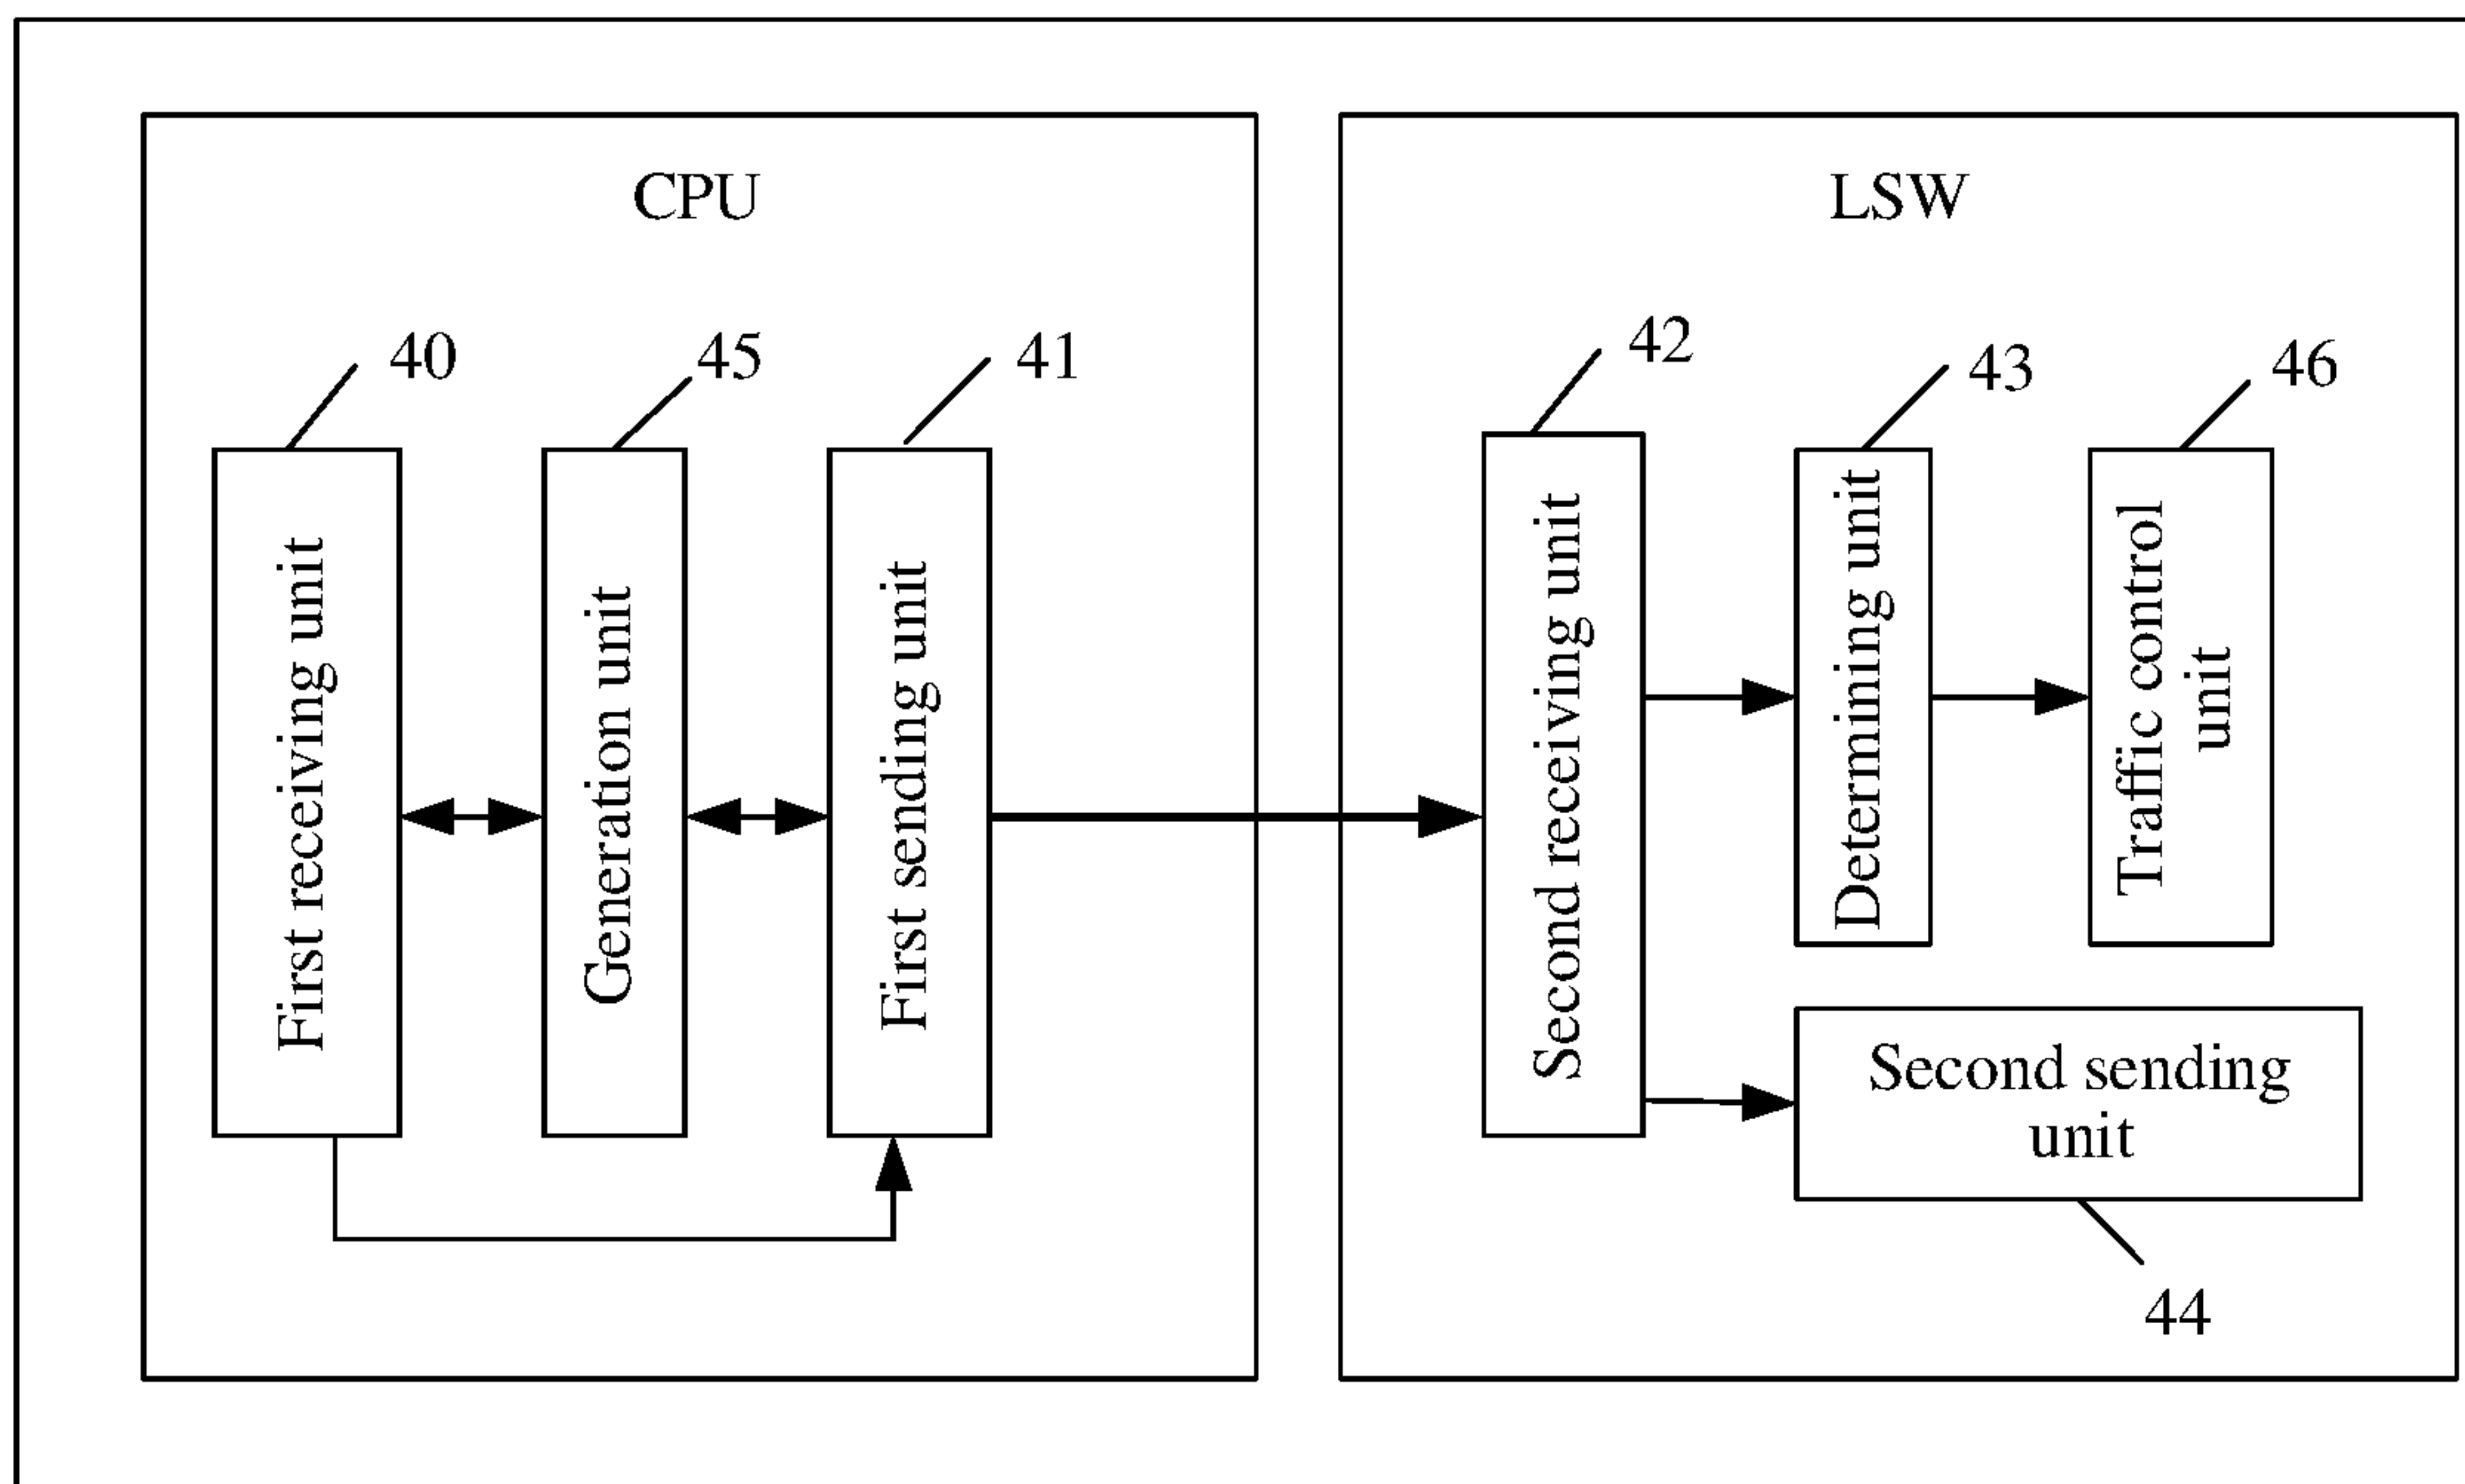 CPU
LSW
40
45
41
42
43
46
First receiving unit
Generation unit
First sending unit
Second receiving unit
Determining unit
Traffic control
unit
Second sending
unit
44